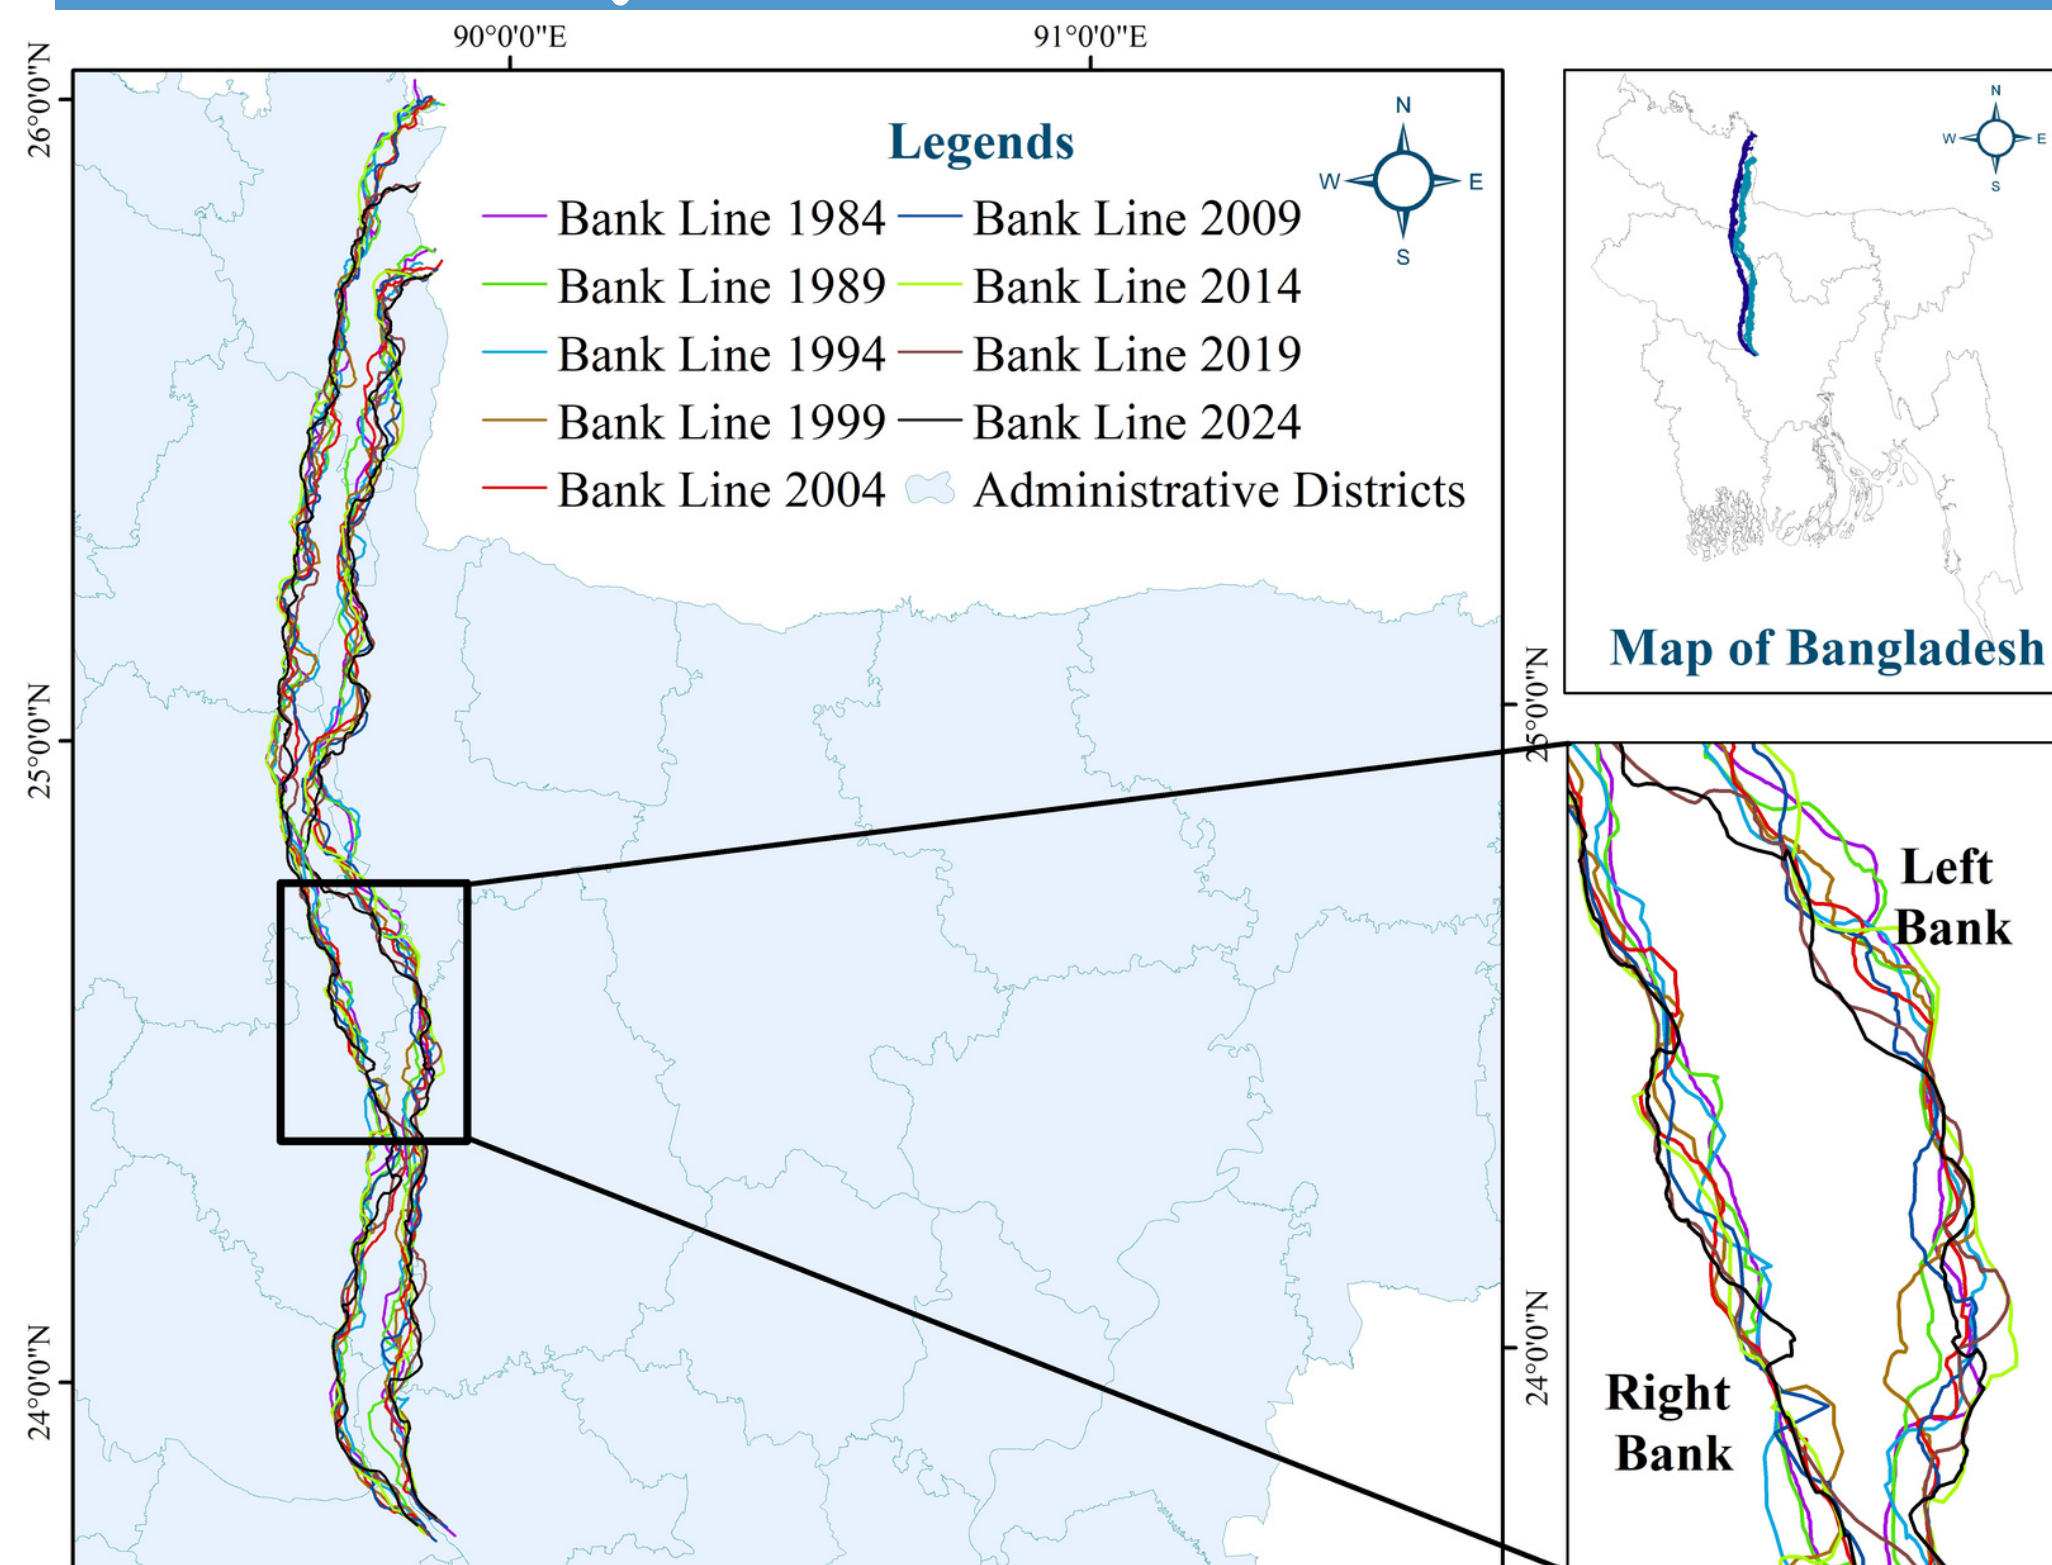 90°0'0"E
91°0'0"E
26°0'0"N
25°0'0"N
24°0'0"N
Legends
N
W
E
S
Bank Line 1984
Bank Line 2009
Bank Line 1989
Bank Line 2014
Bank Line 1994
Bank Line 2019
Bank Line 1999
Bank Line 2024
Bank Line 2004
Administrative Districts
25°0'0"N
24°0'0"N
N
W
E
S
Map of Bangladesh
Left
Bank
Right
Bank